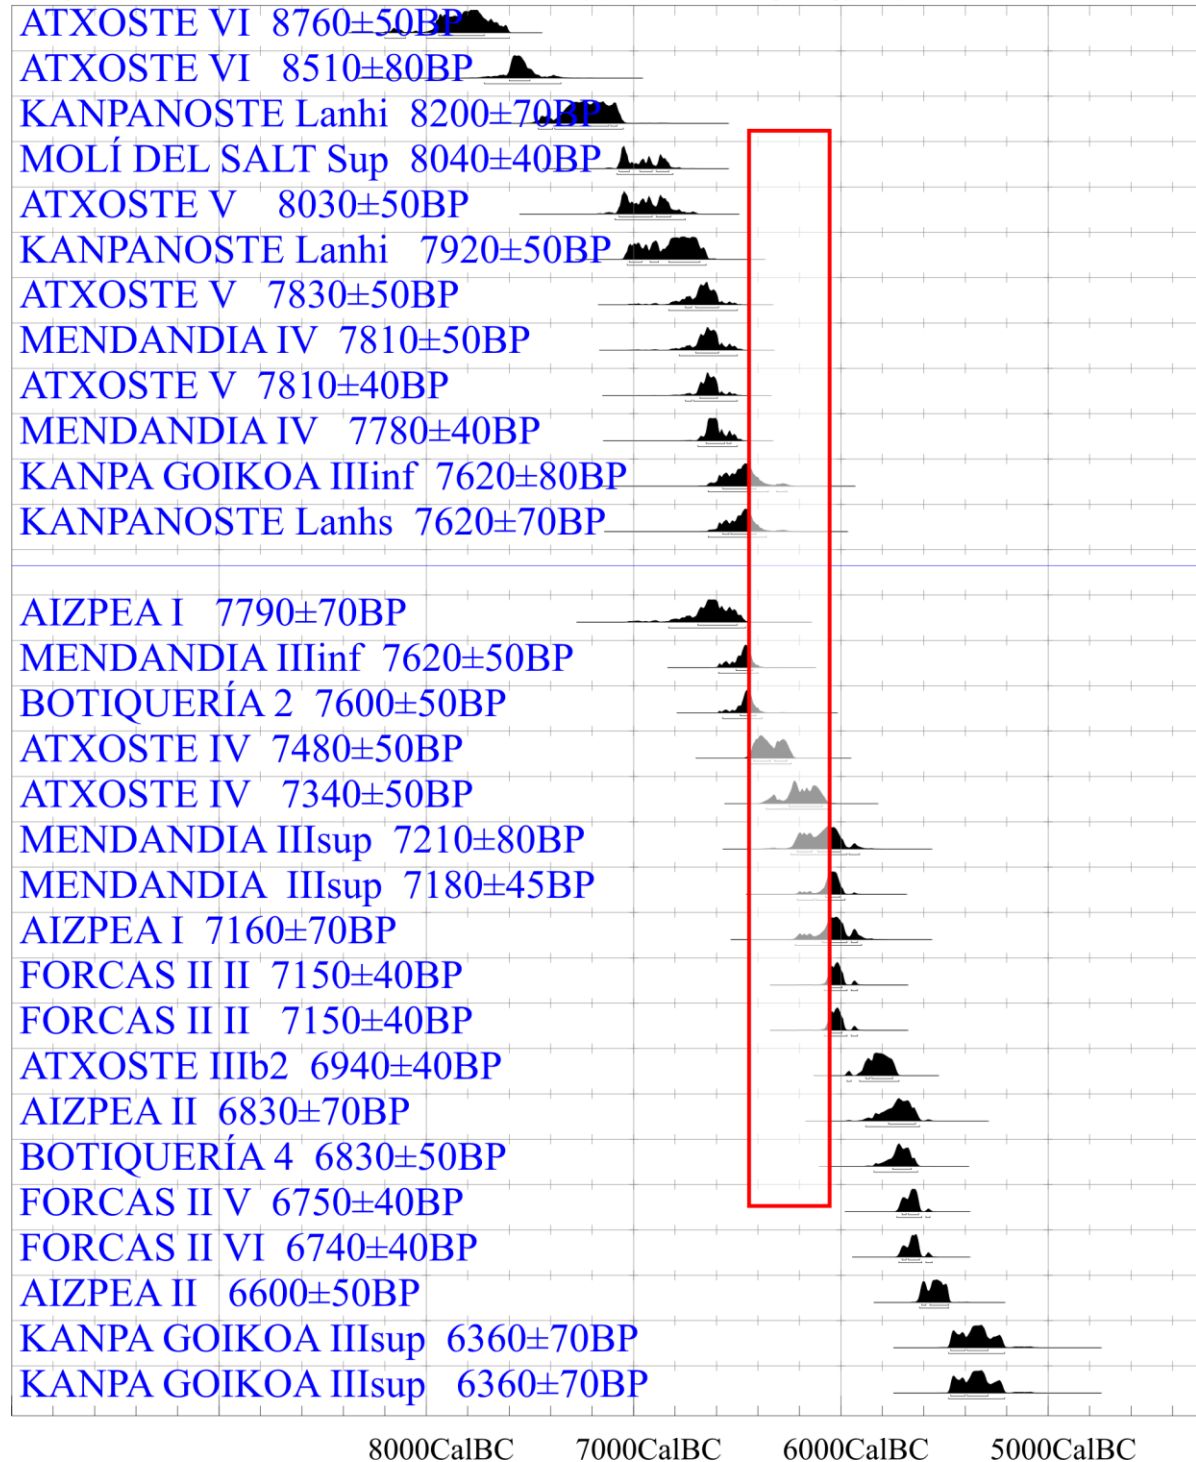 ATXOSTE VI 8760±50BP
ATXOSTE VI 8510±80BP
KANPANOSTE Lanhi 8200±70BP
MOLÍ DEL SALT Sup 8040±40BP
ATXOSTE V 8030±50BP
KANPANOSTE Lanhi 7920±50BP
ATXOSTE V 7830±50BP
MENDANDIA IV 7810±50BP
ATXOSTE V 7810±40BP
MENDANDIA IV 7780±40BP
KANPA GOIKOA IIIinf 7620±80BP
KANPANOSTE Lanhs 7620±70BP
AIZPEA I 7790±70BP
MENDANDIA IIIinf 7620±50BP
BOTIQUERÍA 2 7600±50BP
ATXOSTE IV 7480±50BP
ATXOSTE IV 7340±50BP
MENDANDIA IIIsup 7210±80BP
MENDANDIA IIIsup 7180±45BP
AIZPEA I 7160±70BP
FORCAS II II 7150±40BP
FORCAS II II 7150±40BP
ATXOSTE IIIb2 6940±40BP
AIZPEA II 6830±70BP
BOTIQUERÍA 4 6830±50BP
FORCAS II V 6750±40BP
FORCAS II VI 6740±40BP
AIZPEA II 6600±50BP
KANPA GOIKOA IIIsup 6360±70BP
KANPA GOIKOA IIIsup 6360±70BP
8000CalBC 7000CalBC 6000CalBC 5000CalBC